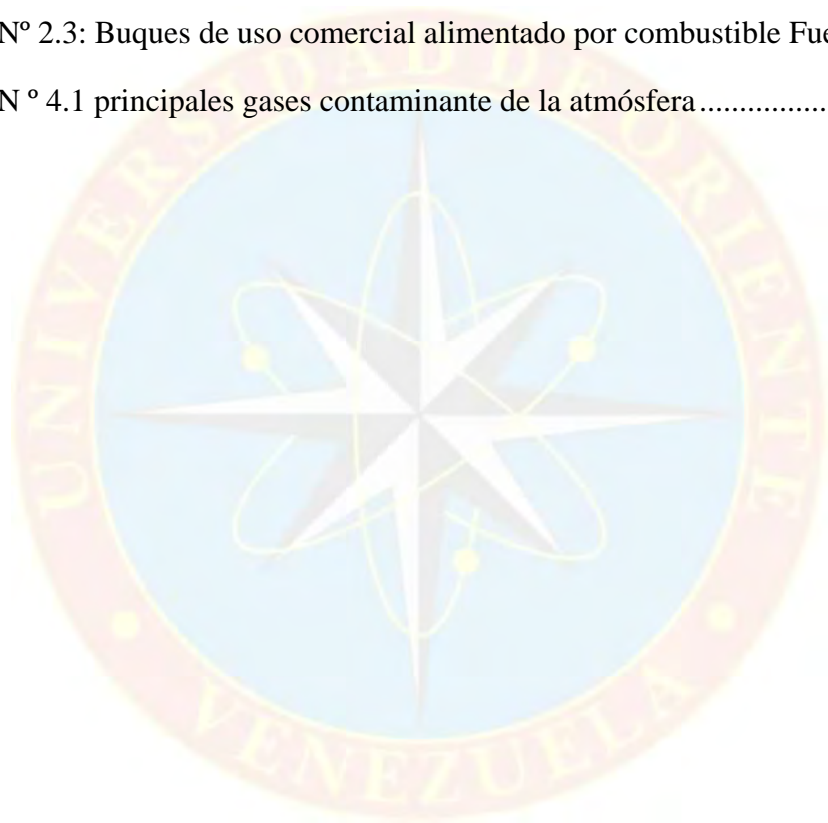 Nº 2.3: Buques de uso comercial alimentado por combustible
N º 4.1 principales gases contaminante de la atmósfera................
UNIVERSIDAD DE ORIENTE
VENEZUELA